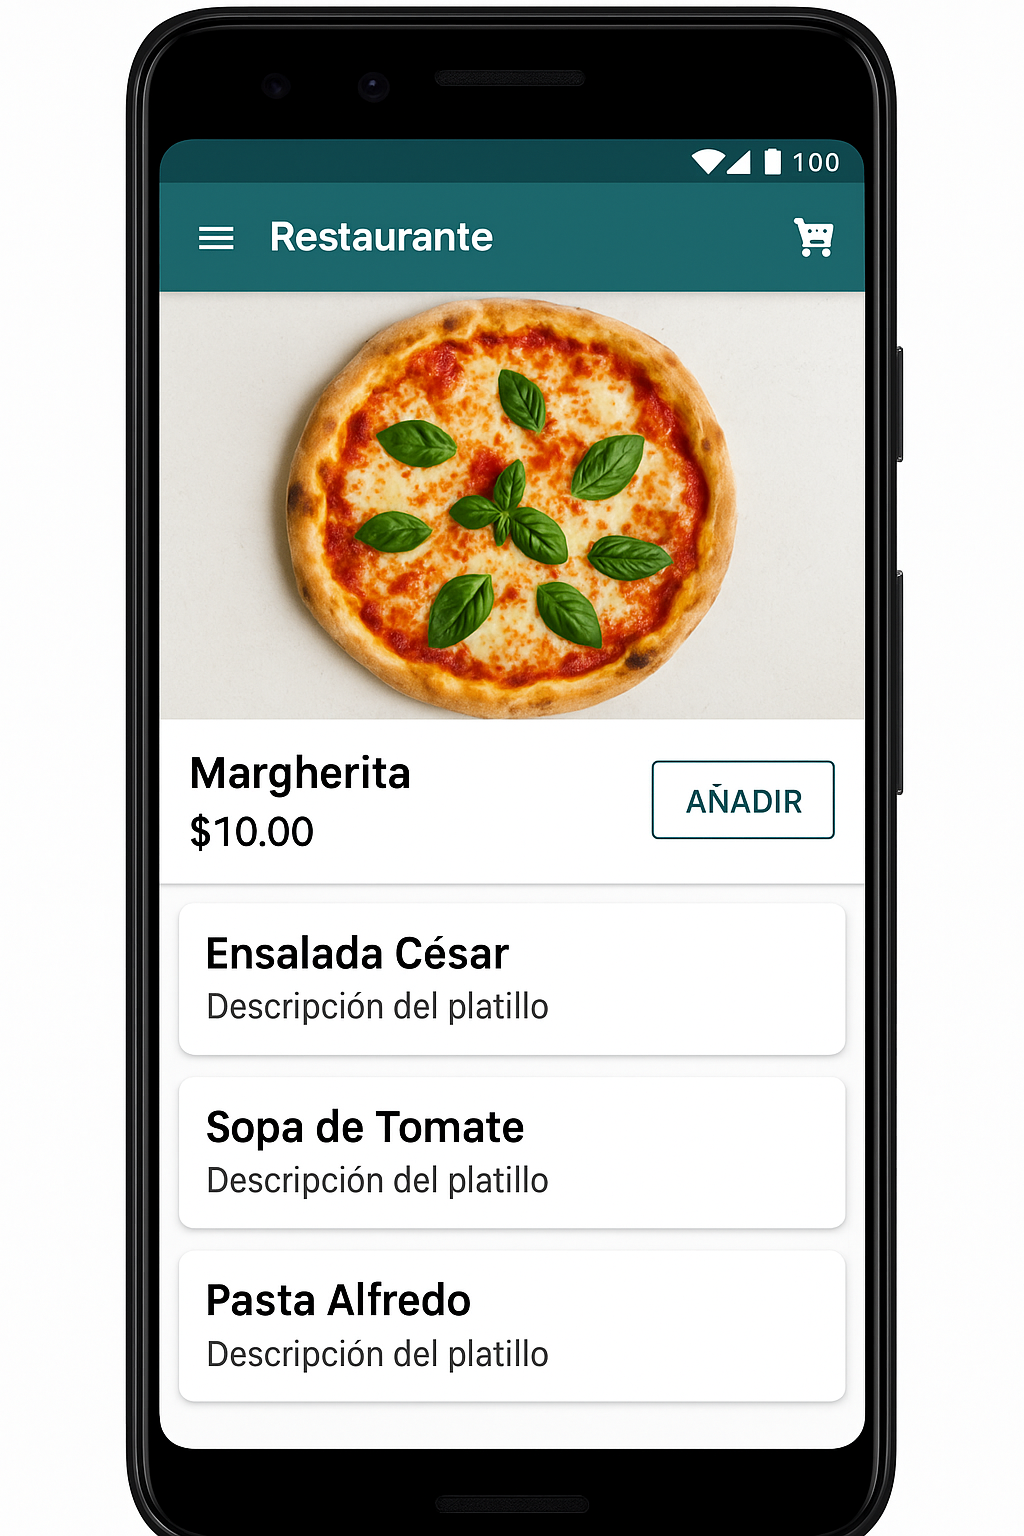 100
Restaurante
Margherita
$10.00
AÑADIR
Ensalada César
Descripción del platillo
Sopa de Tomate
Descripción del platillo
Pasta Alfredo
Descripción del platillo